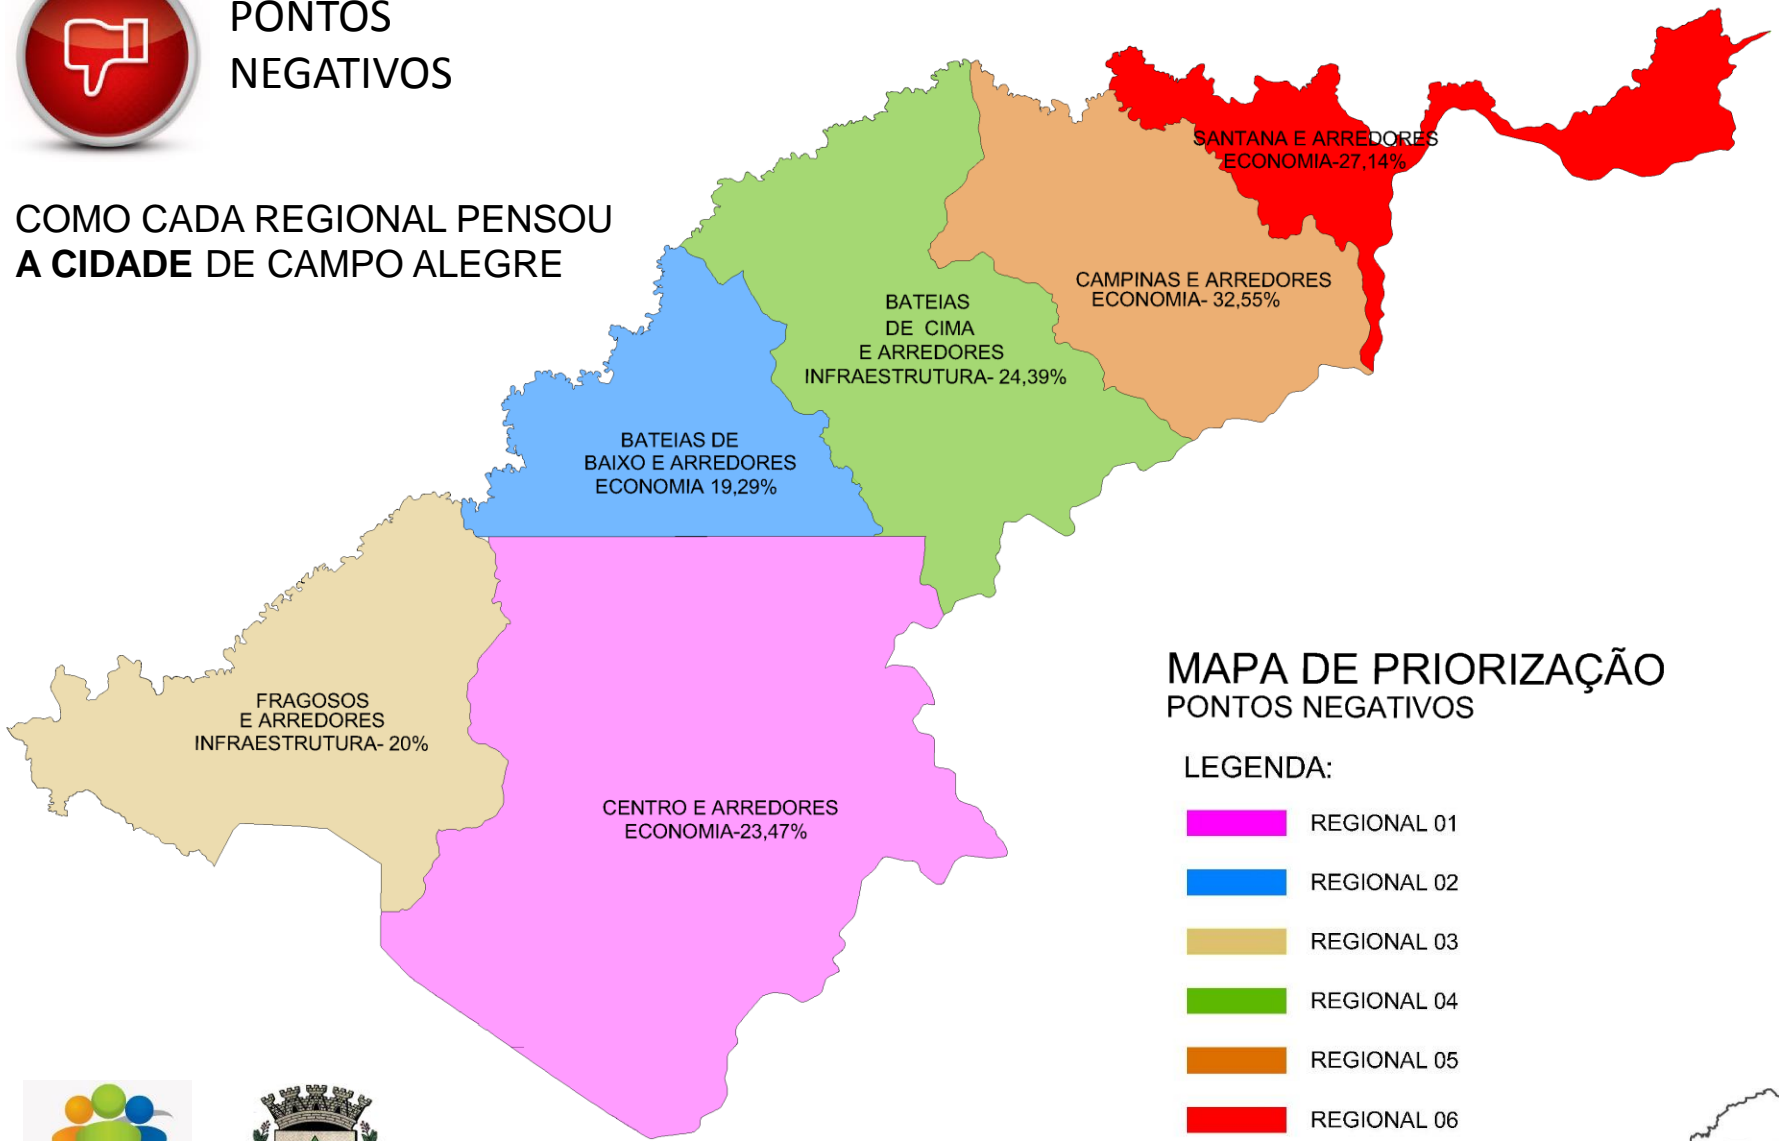 PONTOS
NEGATIVOS
COMO CADA REGIONAL PENSOU
A CIDADE DE CAMPO ALEGRE
SANTANA E ARREDORES
ECONOMIA-27,14%
CAMPINAS E ARREDORES
ECONOMIA- 32,55%
BATEIAS
DE CIMA
E ARREDORES
INFRAESTRUTURA- 24,39%
BATEIAS DE
BAIXO E ARREDORES
ECONOMIA 19,29%
FRAGOSOS
E ARREDORES
INFRAESTRUTURA- 20%
CENTRO E ARREDORES
ECONOMIA-23,47%
MAPA DE PRIORIZAÇÃO
PONTOS NEGATIVOS
LEGENDA:
REGIONAL 01
REGIONAL 02
REGIONAL 03
REGIONAL 04
REGIONAL 05
REGIONAL 06